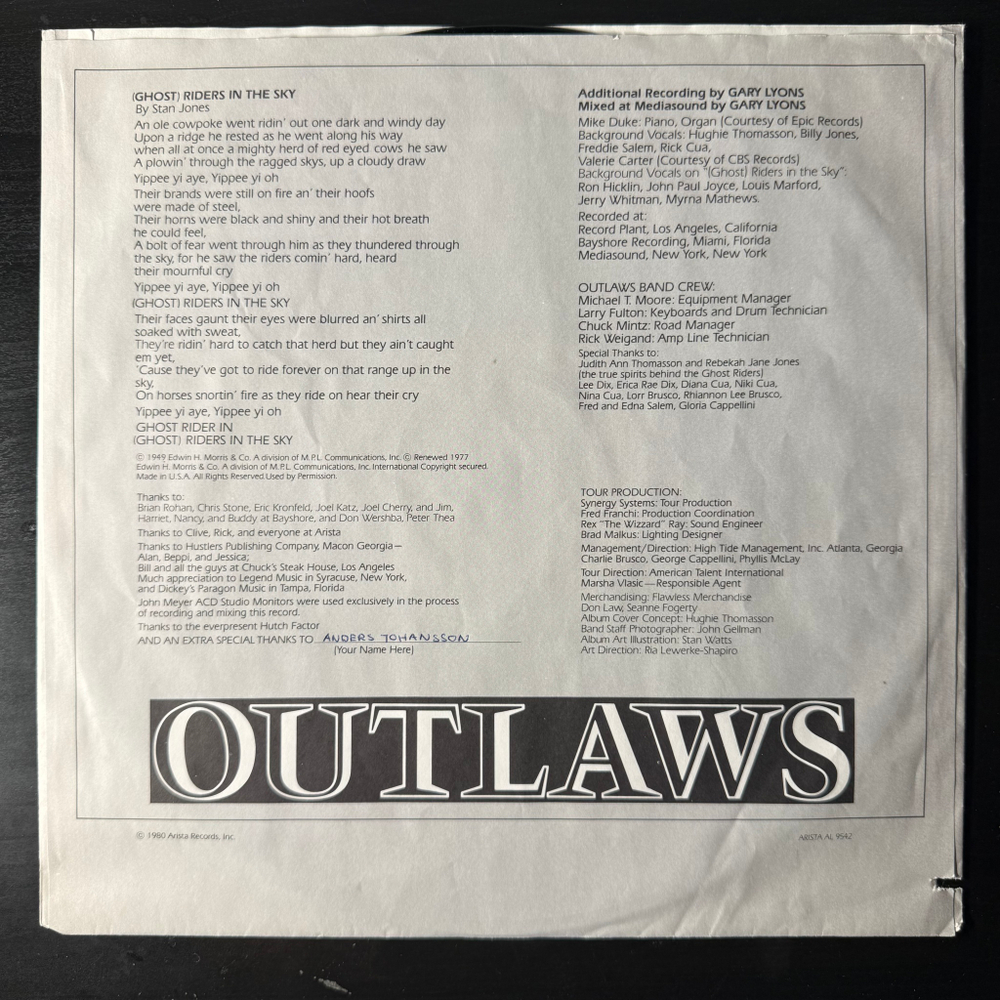 (GHOST) RIDERS IN THE SKY
By Stan Jones
An ole cowpoke went ridin' out one dark and windy day
Upon a ridge he rested as he went along his way
when all at once a mighty herd of red eyed cows he saw
A plowin' through the ragged skys, up a cloudy draw
Yippee yi aye, Yippee yi oh
Their brands were still on fire an' their hoofs
were made of steel,
Their horns were black and shiny and their hot breath
he could feel,
A bolt of fear went through him as they thundered through
the sky, for he saw the riders comin' hard, heard
their mournful cry
Yippee yi aye, Yippee yi oh
(GHOST) RIDERS IN THE SKY
Their faces gaunt their eyes were blurred an' shirts all
soaked with sweat,
They're ridin' hard to catch that herd but they ain't caught
em yet,
'Cause they've got to ride forever on that range up in the
sky,
On horses snortin' fire as they ride on hear their cry
Yippee yi aye, Yippee yi oh
GHOST RIDER IN
(GHOST) RIDERS IN THE SKY
© 1949 Edwin H. Morris & Co. A division of M.P.L. Communications, Inc. © Renewed 1977
Edwin H. Morris & Co. A division of M.P.L. Communications, Inc. International Copyright secured.
Made in U.S.A. All Rights Reserved Used by Permission.
Thanks to:
Brian Rohan, Chris Stone, Eric Kronfeld, Joel Katz, Joel Cherry, and Jim,
Harriet, Nancy, and Buddy at Bayshore, and Don Wershba, Peter Thea
Thanks to Clive, Rick, and everyone at Arista
Thanks to Hustlers Publishing Company, Macon Georgia—
Alan, Beppi, and Jessica;
Bill and all the guys at Chuck's Steak House, Los Angeles
Much appreciation to Legend Music in Syracuse, New York,
and Dickey's Paragon Music in Tampa, Florida
John Meyer ACD Studio Monitors were used exclusively in the process
of recording and mixing this record.
Thanks to the everpresent Hutch Factor
AND AN EXTRA SPECIAL THANKS TO ANDERS JOHANSSON
(Your Name Here)
Additional Recording by GARY LYONS
Mixed at Mediasound by GARY LYONS
Mike Duke: Piano, Organ (Courtesy of Epic Records)
Background Vocals: Hughie Thomasson, Billy Jones,
Freddie Salem, Rick Cua,
Valerie Carter (Courtesy of CBS Records)
Background Vocals on "(Ghost) Riders in the Sky":
Ron Hicklin, John Paul Joyce, Louis Marford,
Jerry Whitman, Myrna Mathews.
Recorded at:
Record Plant, Los Angeles, California
Bayshore Recording, Miami, Florida
Mediasound, New York, New York
OUTLAWS BAND CREW:
Michael T. Moore: Equipment Manager
Larry Fulton: Keyboards and Drum Technician
Chuck Mintz: Road Manager
Rick Weigand: Amp Line Technician
Special Thanks to:
Judith Ann Thomasson and Rebekah Jane Jones
(the true spirits behind the Ghost Riders)
Lee Dix, Erica Rae Dix, Diana Cua, Niki Cua,
Nina Cua, Lorr Brusco, Rhiannon Lee Brusco,
Fred and Edna Salem, Gloria Cappellini
TOUR PRODUCTION:
Synergy Systems: Tour Production
Fred Franchi: Production Coordination
Rex "The Wizzard" Ray: Sound Engineer
Brad Malkus: Lighting Designer
Management/Direction: High Tide Management, Inc. Atlanta, Georgia
Charlie Brusco, George Cappellini, Phyllis McLay
Tour Direction: American Talent International
Marsha Vlasic—Responsible Agent
Merchandising: Flawless Merchandise
Don Law, Seanne Fogerty
Album Cover Concept: Hughie Thomasson
Band Staff Photographer: John Gellman
Album Art Illustration: Stan Watts
Art Direction: Ria Lewerke-Shapiro
OUTLAWS
© 1980 Arista Records, Inc.
ARISTA AL 9542